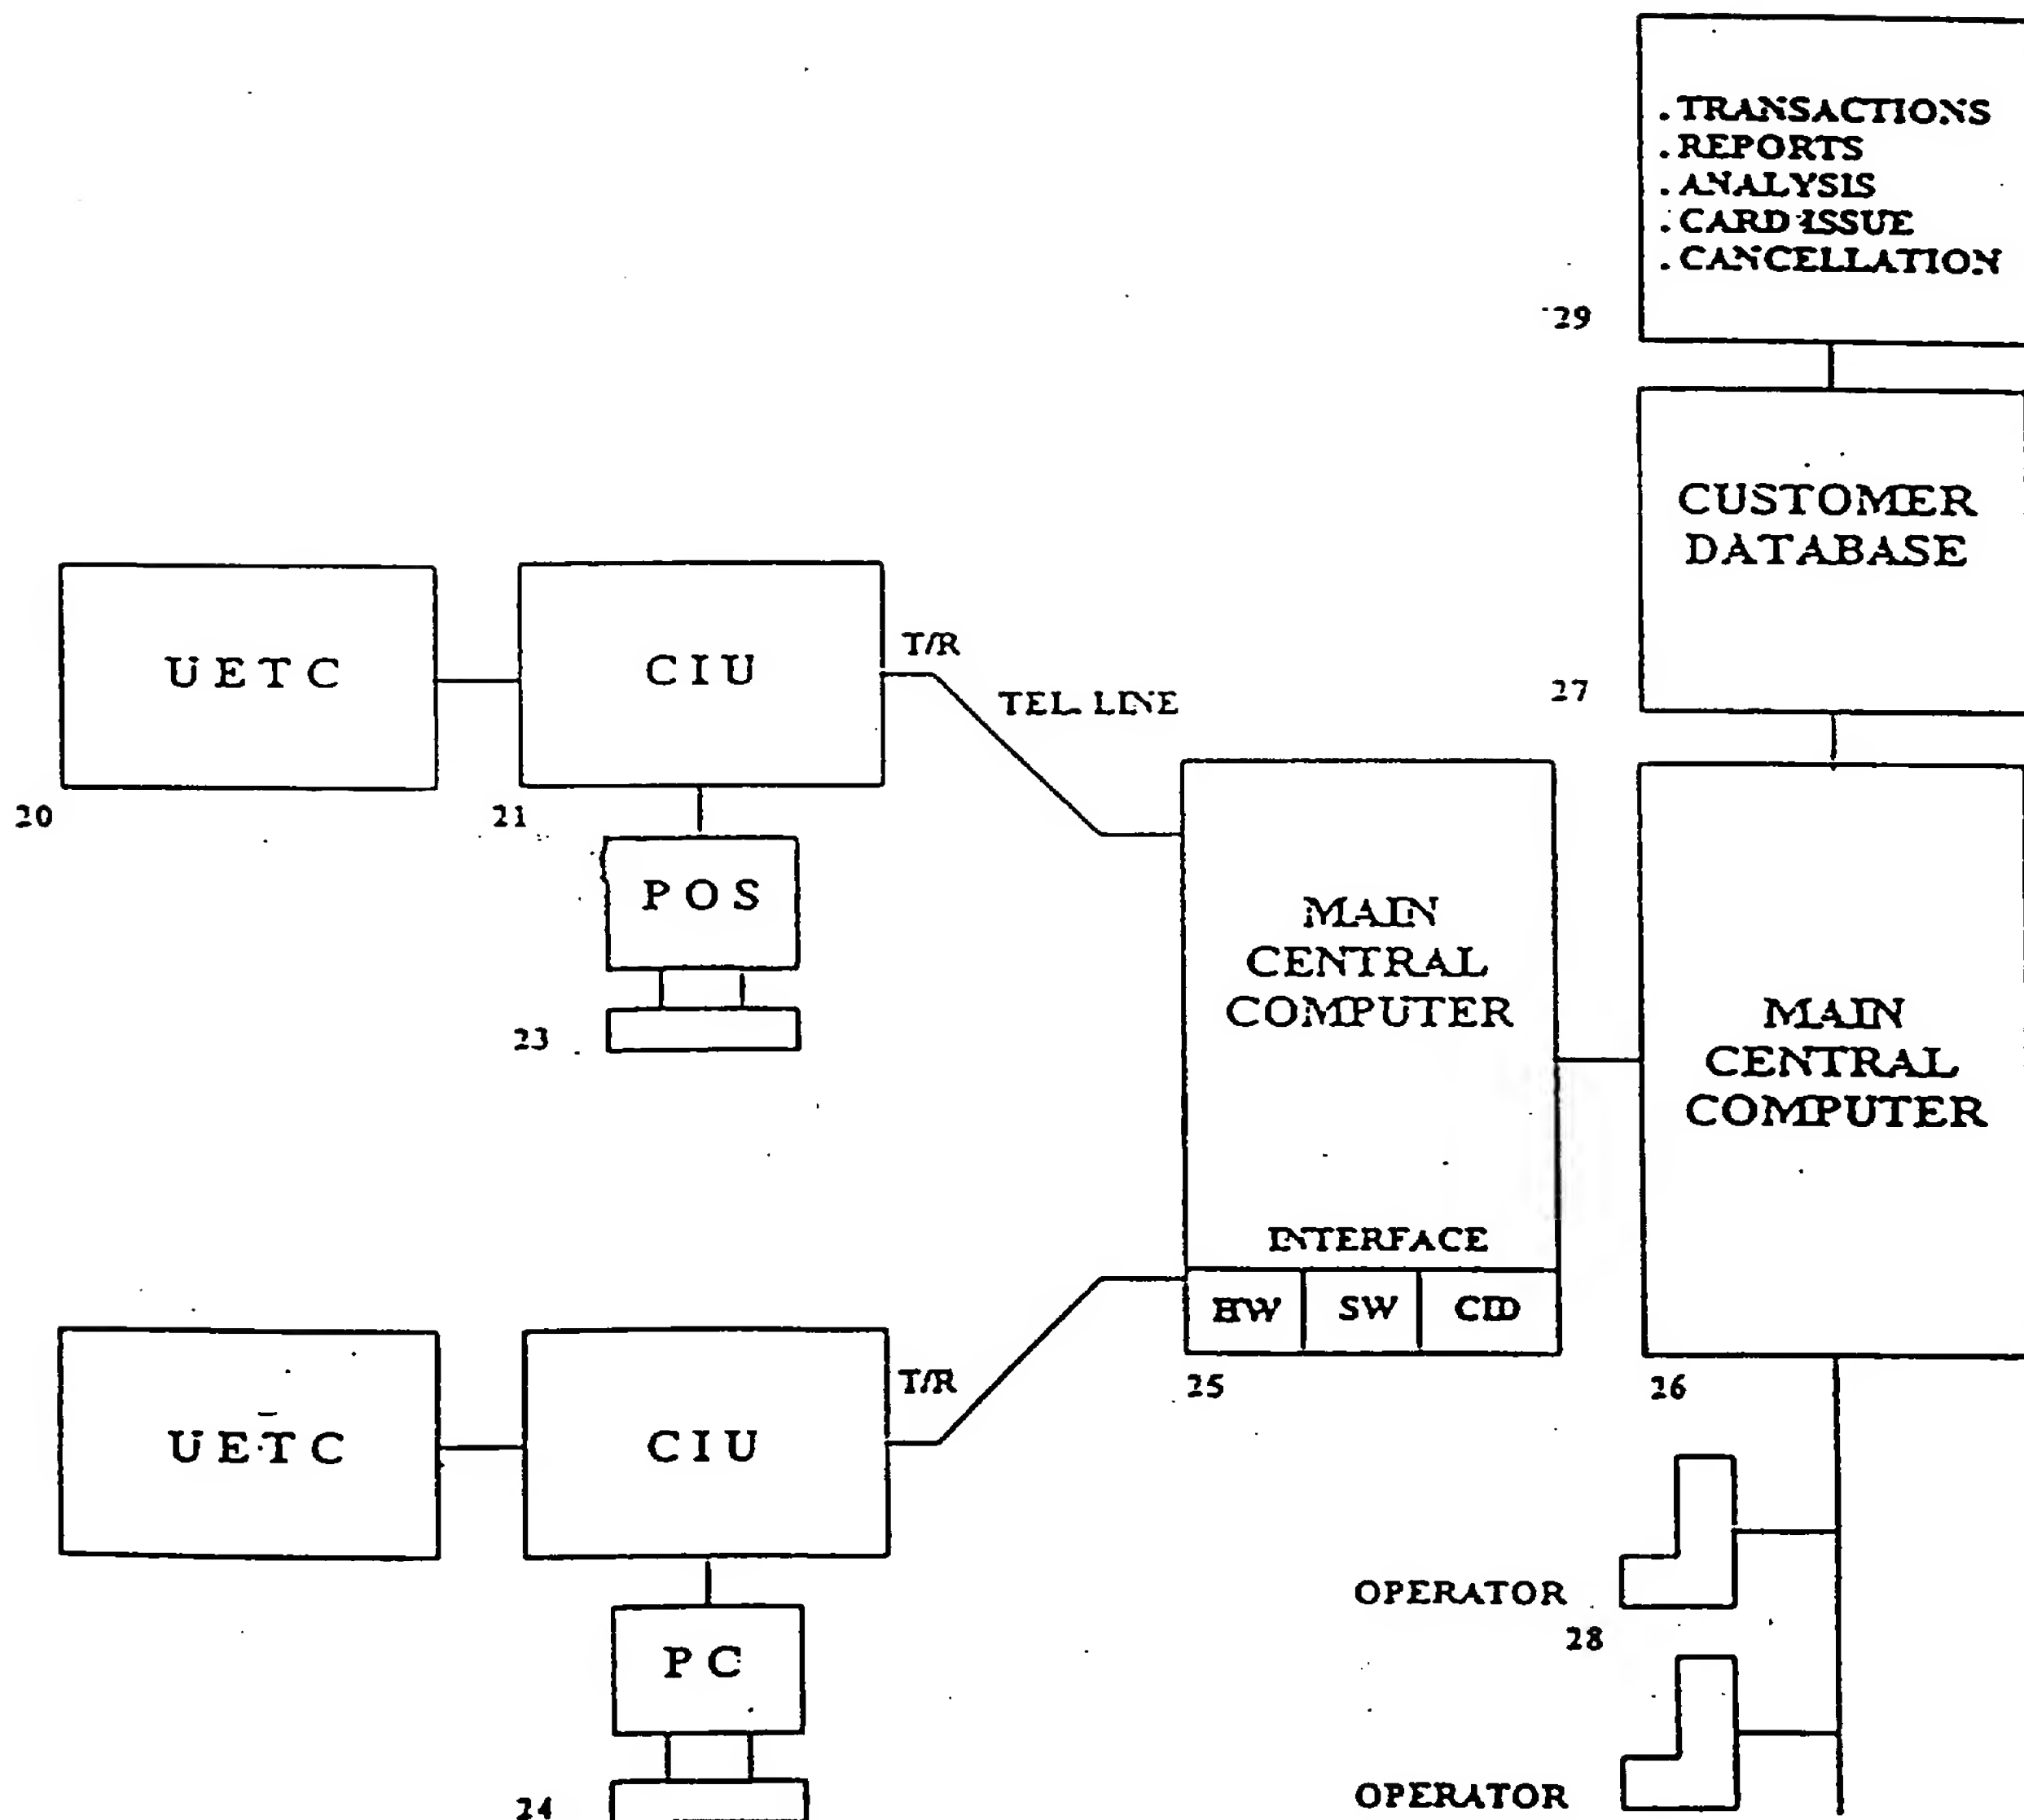 . TRANSACTIONS
. REPORTS
. ANALYSIS
. CARD ISSUE
. CANCELLATION
29
CUSTOMER
DATABASE
27
UETC
20
CIU
21
T/R
TEL. LINE
POS
23
MAIN
CENTRAL
COMPUTER
INTERFACE
HW
SW
CID
25
MAIN
CENTRAL
COMPUTER
26
UETC
CIU
T/R
PC
24
OPERATOR
28
OPERATOR